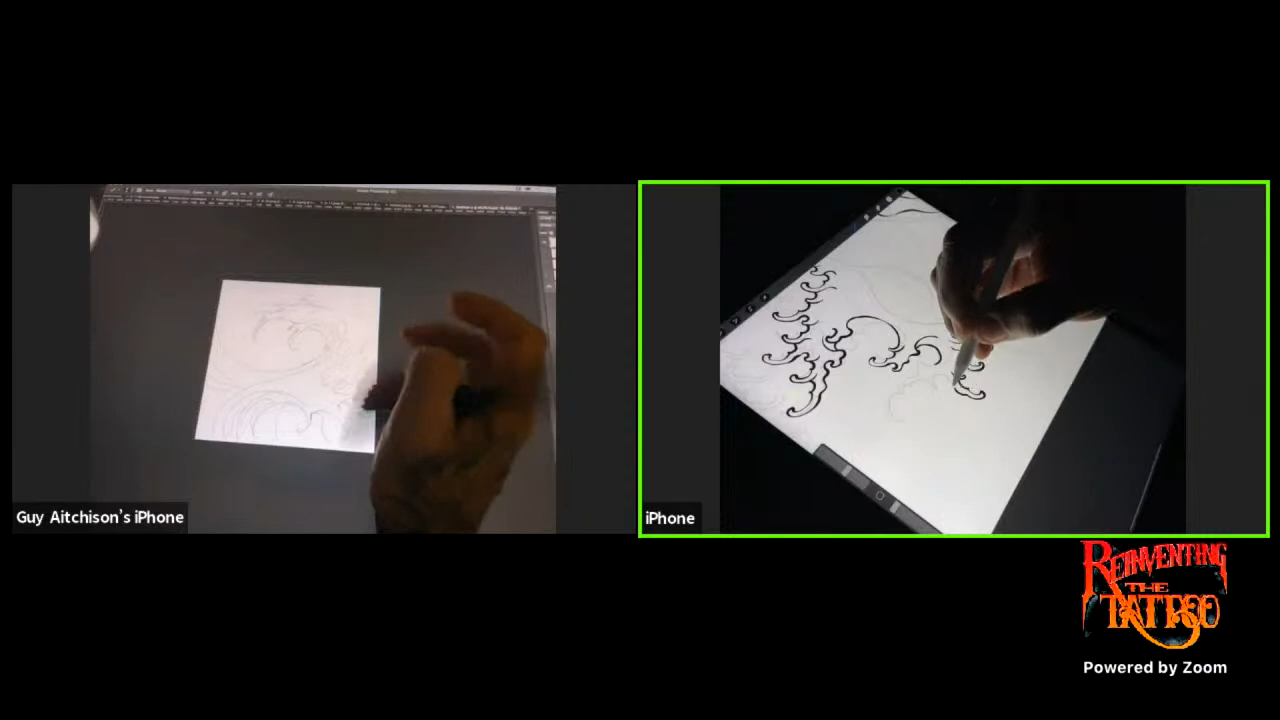 Guy Aitchison's iPhone
iPhone
REINVENTING
THE
TATTOO
Powered by Zoom